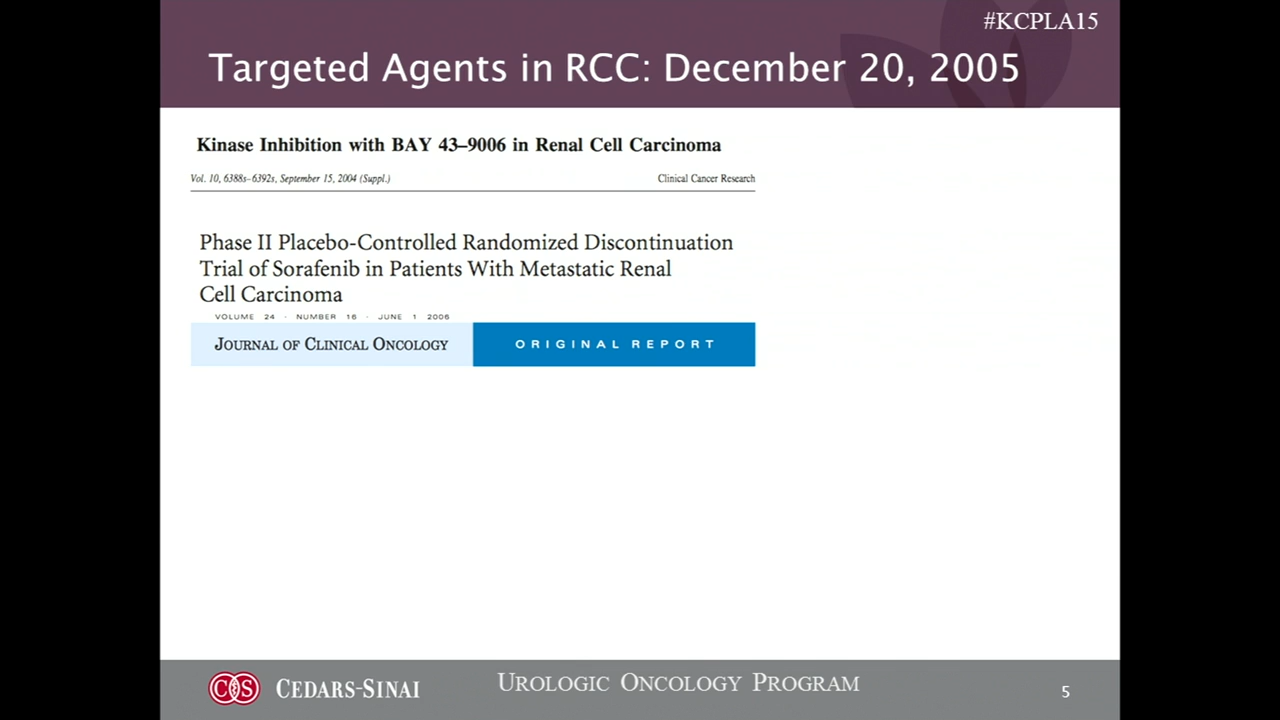 #KCPLA15
Targeted Agents in RCC: December 20, 2005
Kinase Inhibition with BAY 43–9006 in Renal Cell Carcinoma
Vol. 10, 6388s–6392s, September 15, 2004 (Suppl.) Clinical Cancer Research
Phase II Placebo-Controlled Randomized Discontinuation
Trial of Sorafenib in Patients With Metastatic Renal
Cell Carcinoma
VOLUME 24 · NUMBER 16 · JUNE 1 2006
JOURNAL OF CLINICAL ONCOLOGY ORIGINAL REPORT
CEDARS-SINAI UROLOGIC ONCOLOGY PROGRAM 5